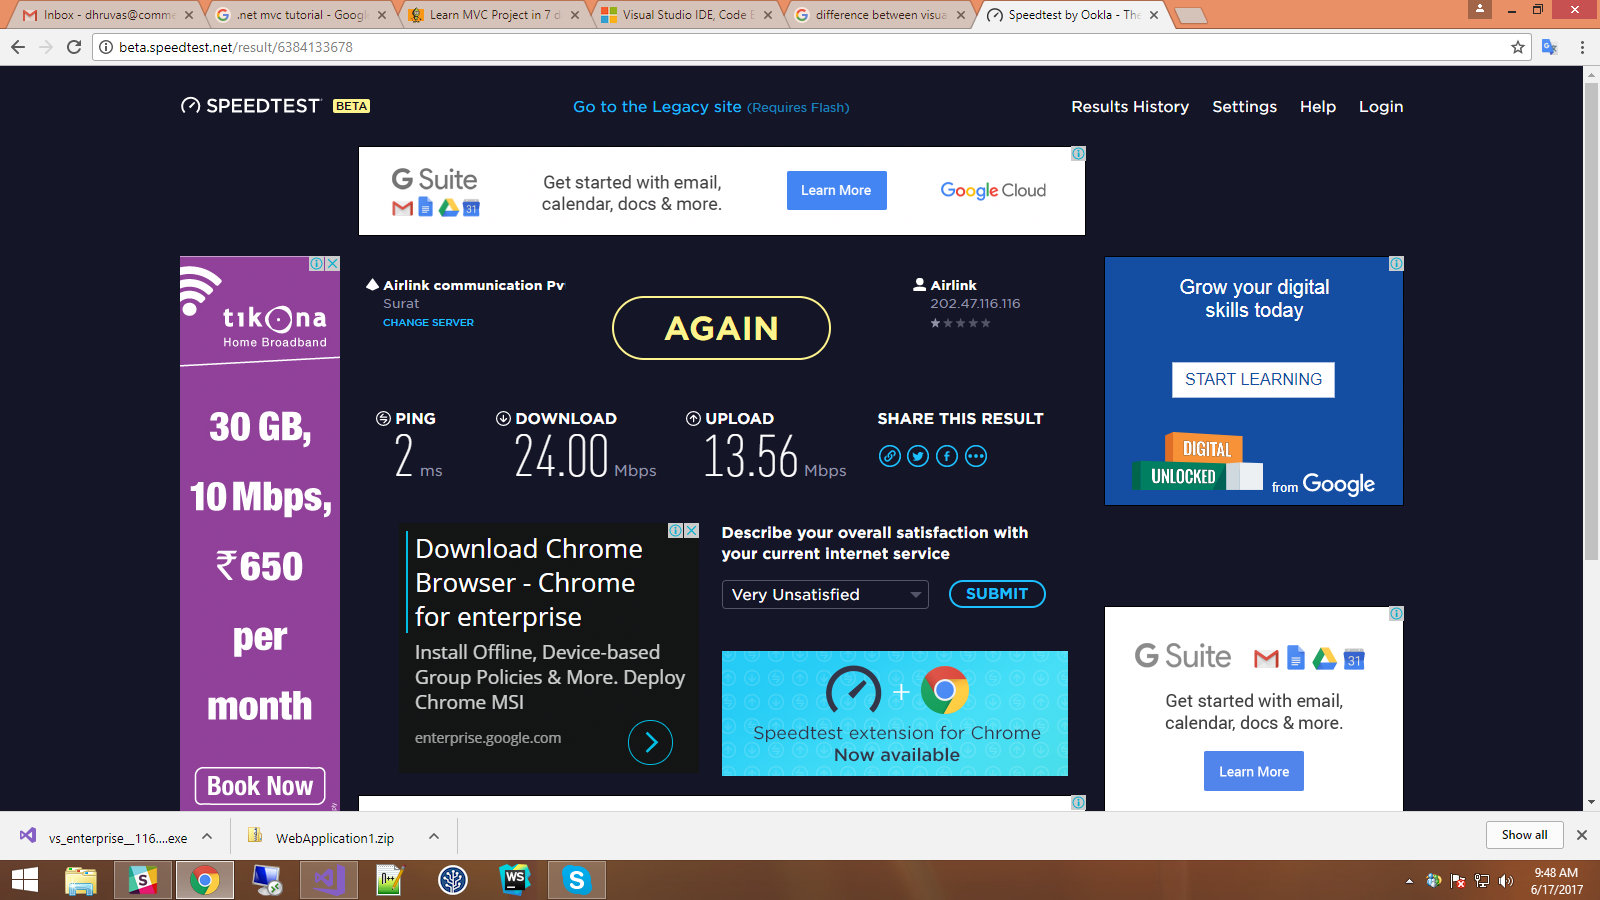 Inbox - dhruvas@comme
.net mvc tutorial - Googl
Learn MVC Project in 7 d
Visual Studio IDE, Code E
difference between visua
Speedtest by Ookla - The
beta.speedtest.net/result/6384133678
SPEEDTEST BETA
Go to the Legacy site (Requires Flash)
Results History
Settings
Help
Login
G Suite
31
Get started with email,
calendar, docs & more.
Learn More
Google Cloud
tikona
Home Broadband
30 GB,
10 Mbps,
₹650
per
month
Book Now
Airlink communication Pv
Surat
CHANGE SERVER
AGAIN
Airlink
202.47.116.116
PING
2 ms
DOWNLOAD
24.00 Mbps
UPLOAD
13.56 Mbps
SHARE THIS RESULT
Grow your digital
skills today
START LEARNING
DIGITAL
UNLOCKED
from Google
Download Chrome
Browser - Chrome
for enterprise
Install Offline, Device-based
Group Policies & More. Deploy
Chrome MSI
enterprise.google.com
Describe your overall satisfaction with
your current internet service
Very Unsatisfied
SUBMIT
Speedtest extension for Chrome
Now available
G Suite
31
Get started with email,
calendar, docs & more.
Learn More
vs_enterprise__116....exe
WebApplication1.zip
Show all
WS
9:48 AM
6/17/2017